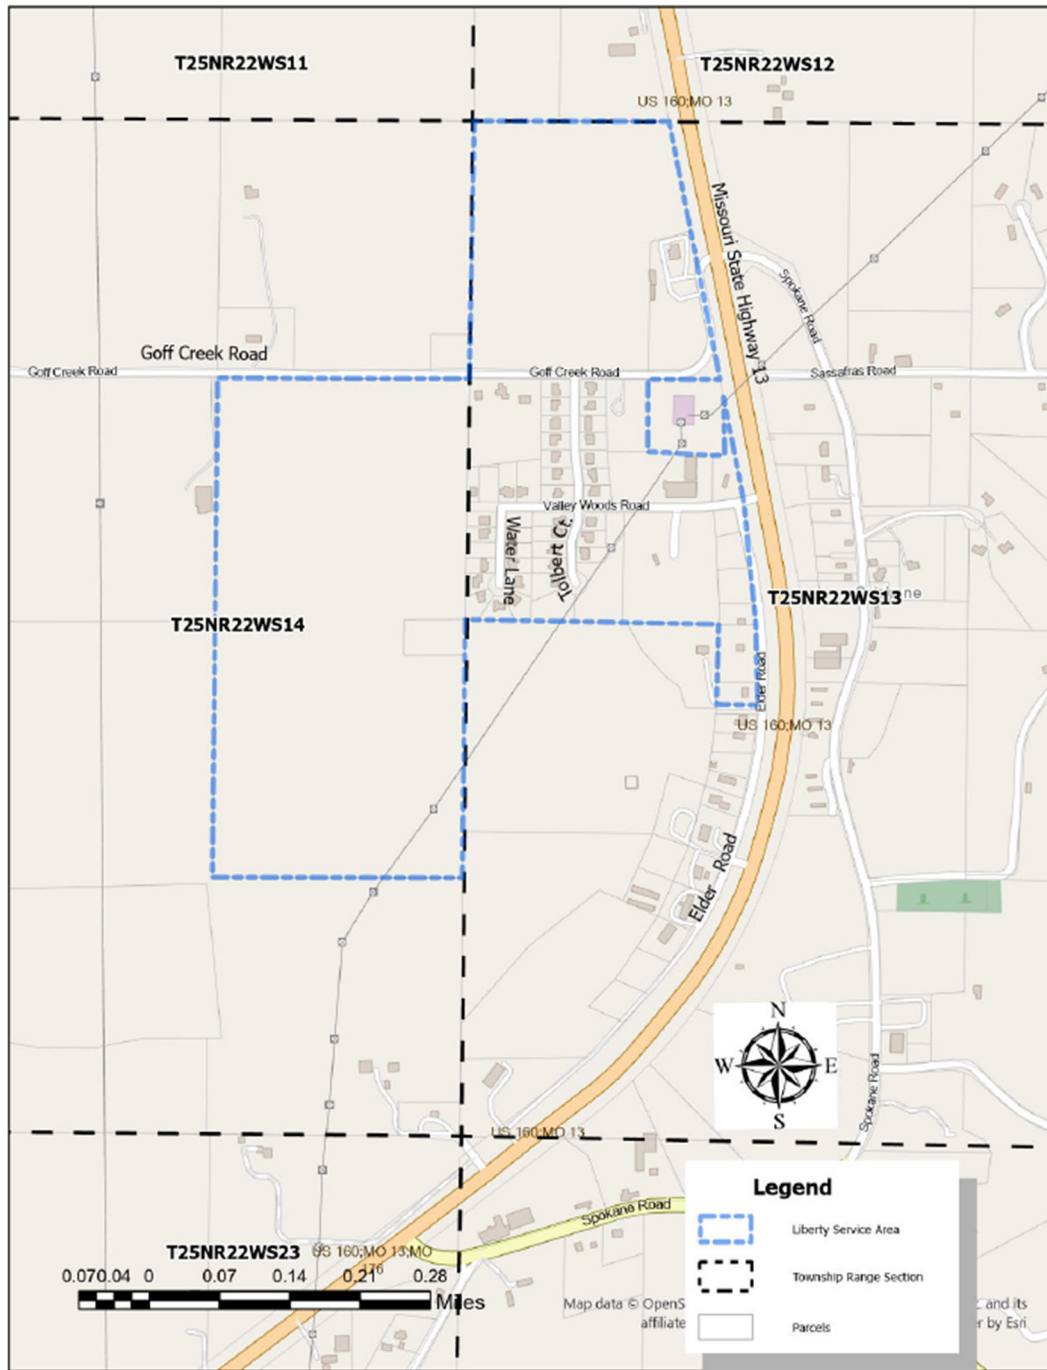 T25NR22WS11
T25NR22WS12
US 160;MO 13
Missouri State Highway 13
Spokane Road
Goff Creek Road
Goff Creek Road
Goff Creek Road
Sassafras Road
Valley Woods Road
Water Lane
Tolbert Ct.
T25NR22WS13
T25NR22WS14
Elder Road
US 160;MO 13
Elder Road
N
W E
S
Spokane Road
US 160;MO 13
Legend
Liberty Service Area
Township Range Section
Parcels
Spokane Road
T25NR22WS23
US 160;MO 13;MO
176
0.07 0.04 0 0.07 0.14 0.21 0.28
Miles
Map data © OpenS
and its
affiliate
er by Esri